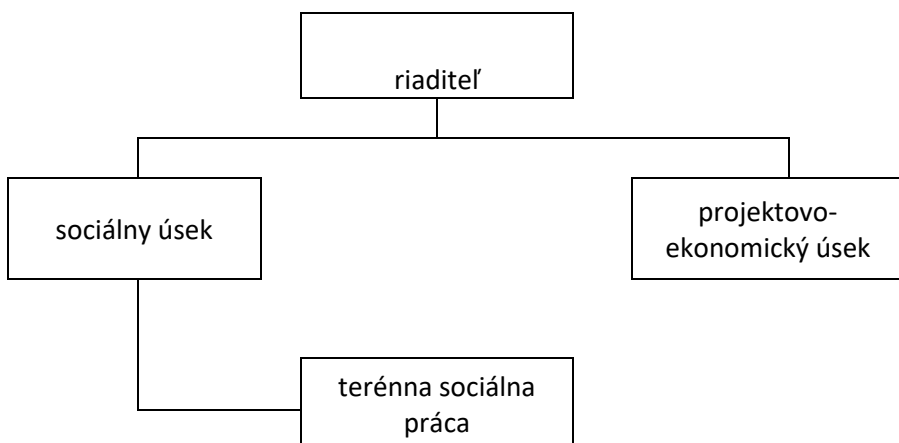 riaditeľ
sociálny úsek
projektovo-
ekonomický úsek
terénna sociálna
práca